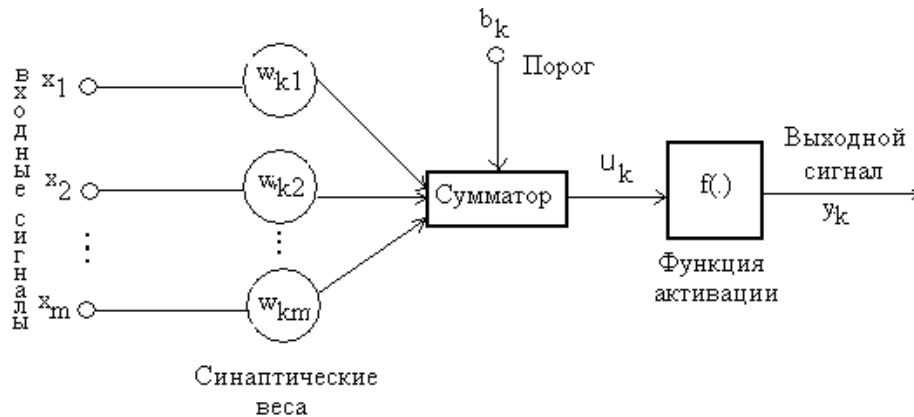 входные сигналы
x1
x2
⋮
xm
wk1
wk2
⋮
wkm
Синаптические
веса
bk
Порог
Сумматор
uk
f(.)
Функция
активации
Выходной
сигнал
yk